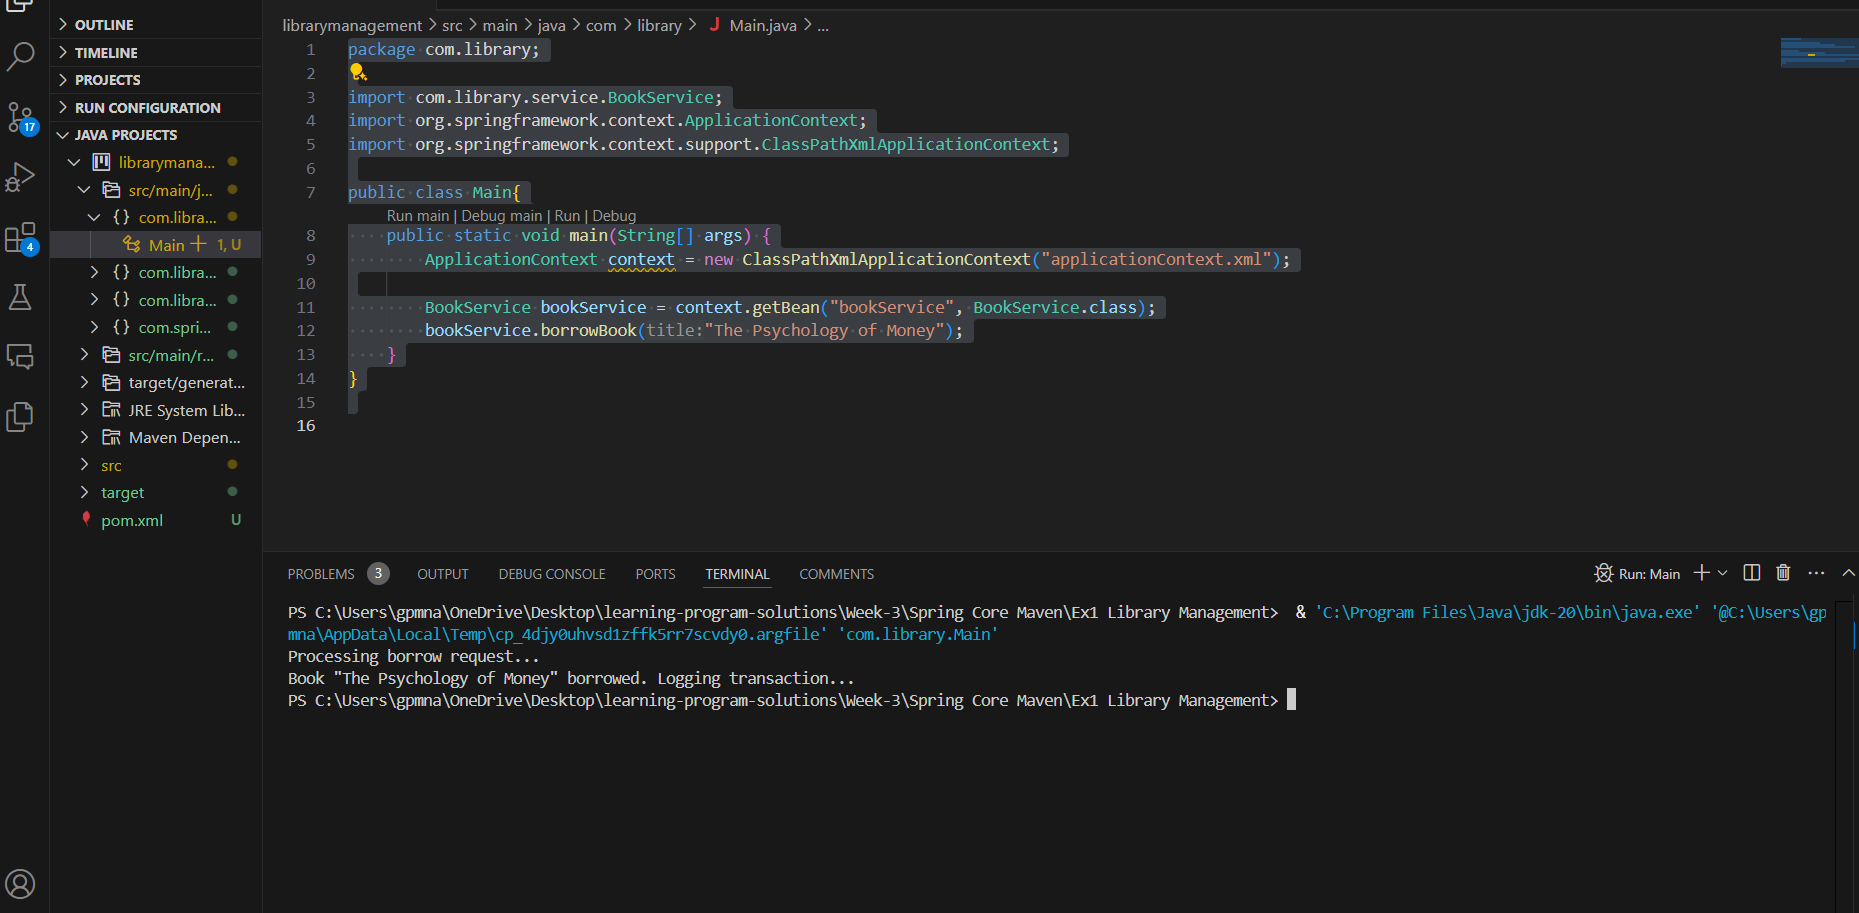 OUTLINE
TIMELINE
PROJECTS
RUN CONFIGURATION
JAVA PROJECTS
librarymana...
src/main/j...
com.libra...
Main 1, U
com.libra...
com.libra...
com.spri...
src/main/r...
target/generat...
JRE System Lib...
Maven Depen...
src
target
pom.xml U
17
4
librarymanagement > src > main > java > com > library > J Main.java > ...
1 package com.library;
2
3 import com.library.service.BookService;
4 import org.springframework.context.ApplicationContext;
5 import org.springframework.context.support.ClassPathXmlApplicationContext;
6
7 public class Main{
Run main | Debug main | Run | Debug
8 public static void main(String[] args) {
9 ApplicationContext context = new ClassPathXmlApplicationContext("applicationContext.xml");
10
11 BookService bookService = context.getBean("bookService", BookService.class);
12 bookService.borrowBook(title:"The Psychology of Money");
13 }
14 }
15
16
PROBLEMS 3 OUTPUT DEBUG CONSOLE PORTS TERMINAL COMMENTS Run: Main
PS C:\Users\gpmna\OneDrive\Desktop\learning-program-solutions\Week-3\Spring Core Maven\Ex1 Library Management> & 'C:\Program Files\Java\jdk-20\bin\java.exe' '@C:\Users\gp
mna\AppData\Local\Temp\cp_4djy0uhvsd1zffk5rr7scvdy0.argfile' 'com.library.Main'
Processing borrow request...
Book "The Psychology of Money" borrowed. Logging transaction...
PS C:\Users\gpmna\OneDrive\Desktop\learning-program-solutions\Week-3\Spring Core Maven\Ex1 Library Management>